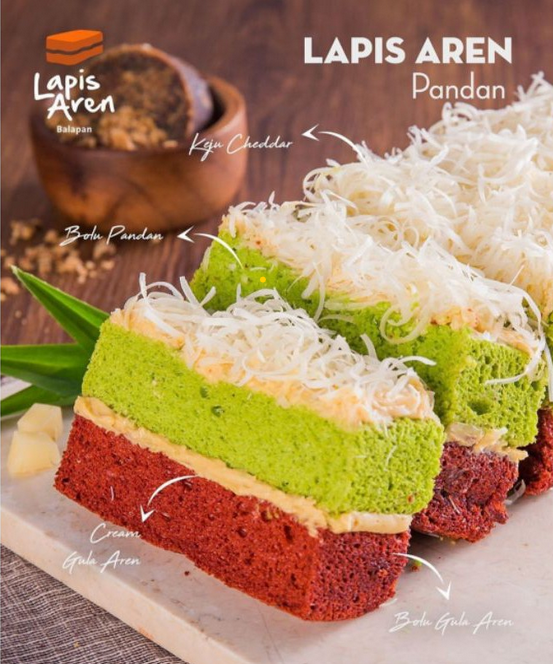 Lapis
Aren
Balapan
LAPIS AREN
Pandan
Keju Cheddar
Bolu Pandan
Cream
Gula Aren
Bolu Gula Aren